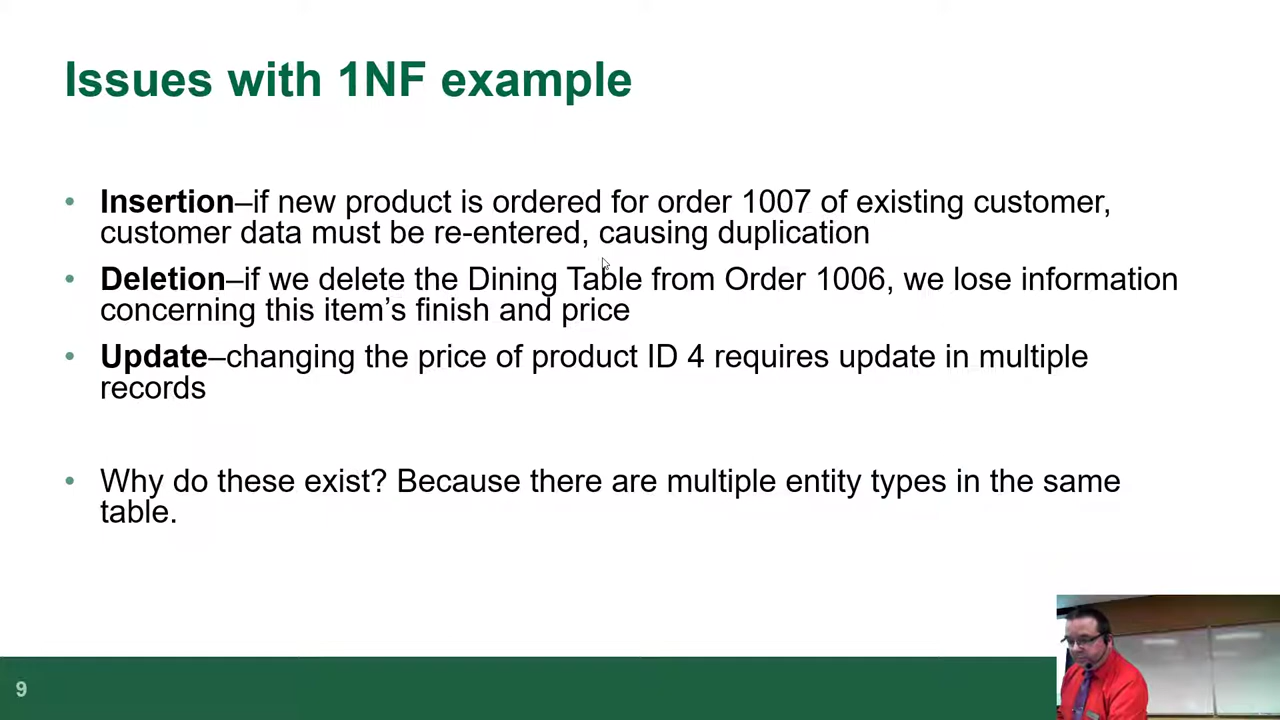 Issues with 1NF example
• Insertion–if new product is ordered for order 1007 of existing customer,
customer data must be re-entered, causing duplication
• Deletion–if we delete the Dining Table from Order 1006, we lose information
concerning this item’s finish and price
• Update–changing the price of product ID 4 requires update in multiple
records
• Why do these exist? Because there are multiple entity types in the same
table.
9